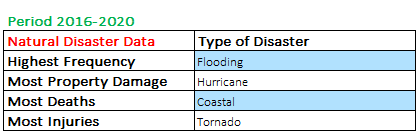 Period 2016-2020
Natural Disaster Data Type of Disaster
Highest Frequency Flooding
Most Property Damage Hurricane
Most Deaths Coastal
Most Injuries Tornado